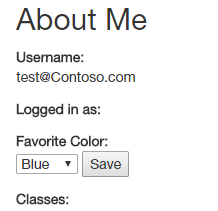 About Me
Username:
test@Contoso.com
Logged in as:
Favorite Color:
Blue Save
Classes: